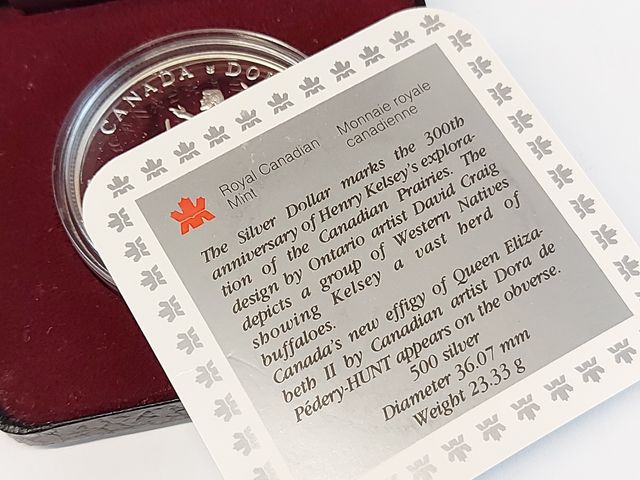 CANADA
Royal Canadian Mint
Monnaie royale canadienne
The Silver Dollar marks the 300th
anniversary of Henry Kelsey's explora-
tion of the Canadian Prairies. The
design by Ontario artist David Craig
depicts a group of Western Natives
showing Kelsey a vast herd of
buffaloes.
Canada's new effigy of Queen Eliza-
beth II by Canadian artist Dora de
Pédery-HUNT appears on the obverse.
500 silver
Diameter 36.07 mm
Weight 23.33 g